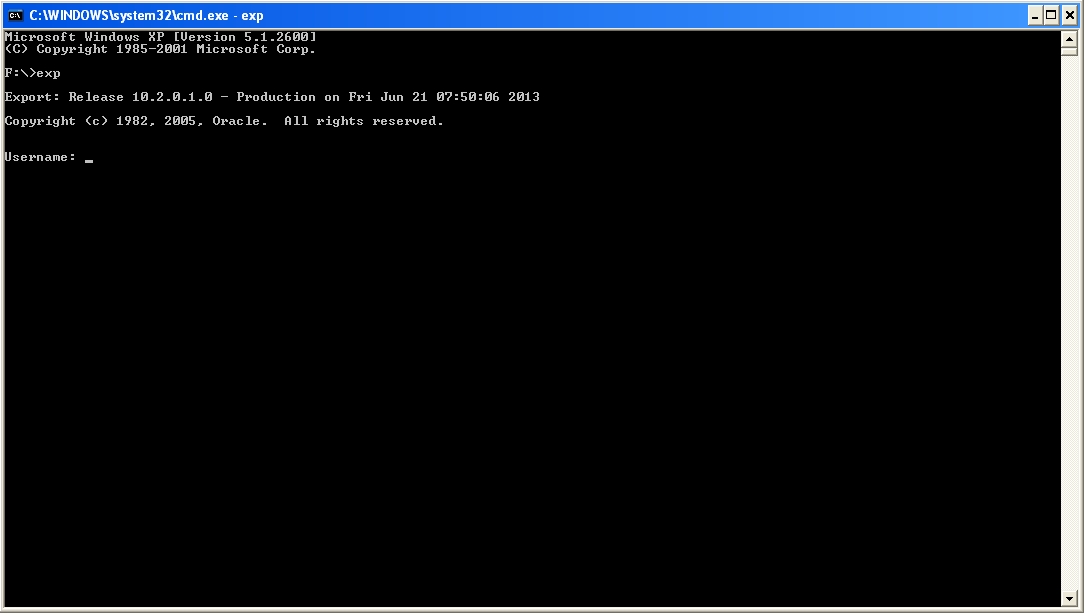 C:\WINDOWS\system32\cmd.exe - exp
Microsoft Windows XP [Version 5.1.2600]
(C) Copyright 1985-2001 Microsoft Corp.
F:\>exp
Export: Release 10.2.0.1.0 - Production on Fri Jun 21 07:50:06 2013
Copyright (c) 1982, 2005, Oracle.  All rights reserved.
Username: _